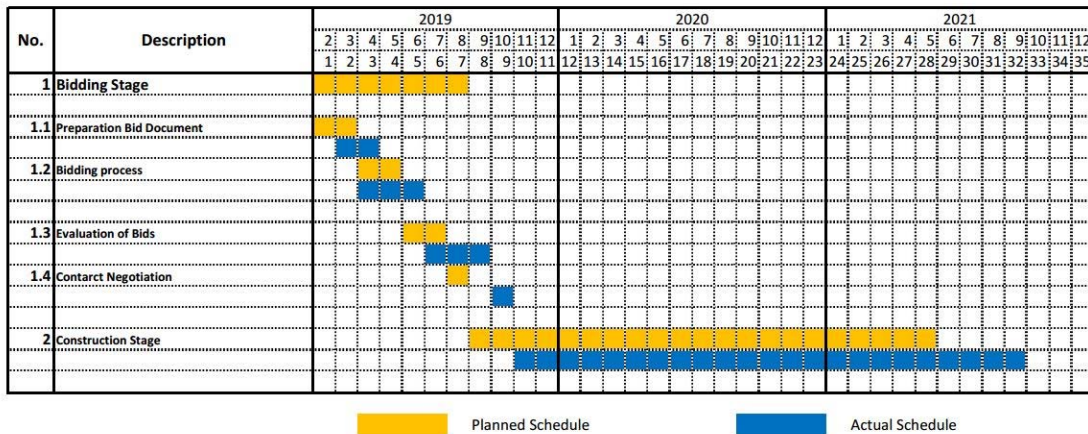 No. Description 2019 2020 2021
2 3 4 5 6 7 8 9 10 11 12 1 2 3 4 5 6 7 8 9 10 11 12 1 2 3 4 5 6 7 8 9 10 11 12
1 2 3 4 5 6 7 8 9 10 11 12 13 14 15 16 17 18 19 20 21 22 23 24 25 26 27 28 29 30 31 32 33 34 35
1 Bidding Stage
1.1 Preparation Bid Document
1.2 Bidding process
1.3 Evaluation of Bids
1.4 Contarct Negotiation
2 Construction Stage
Planned Schedule Actual Schedule